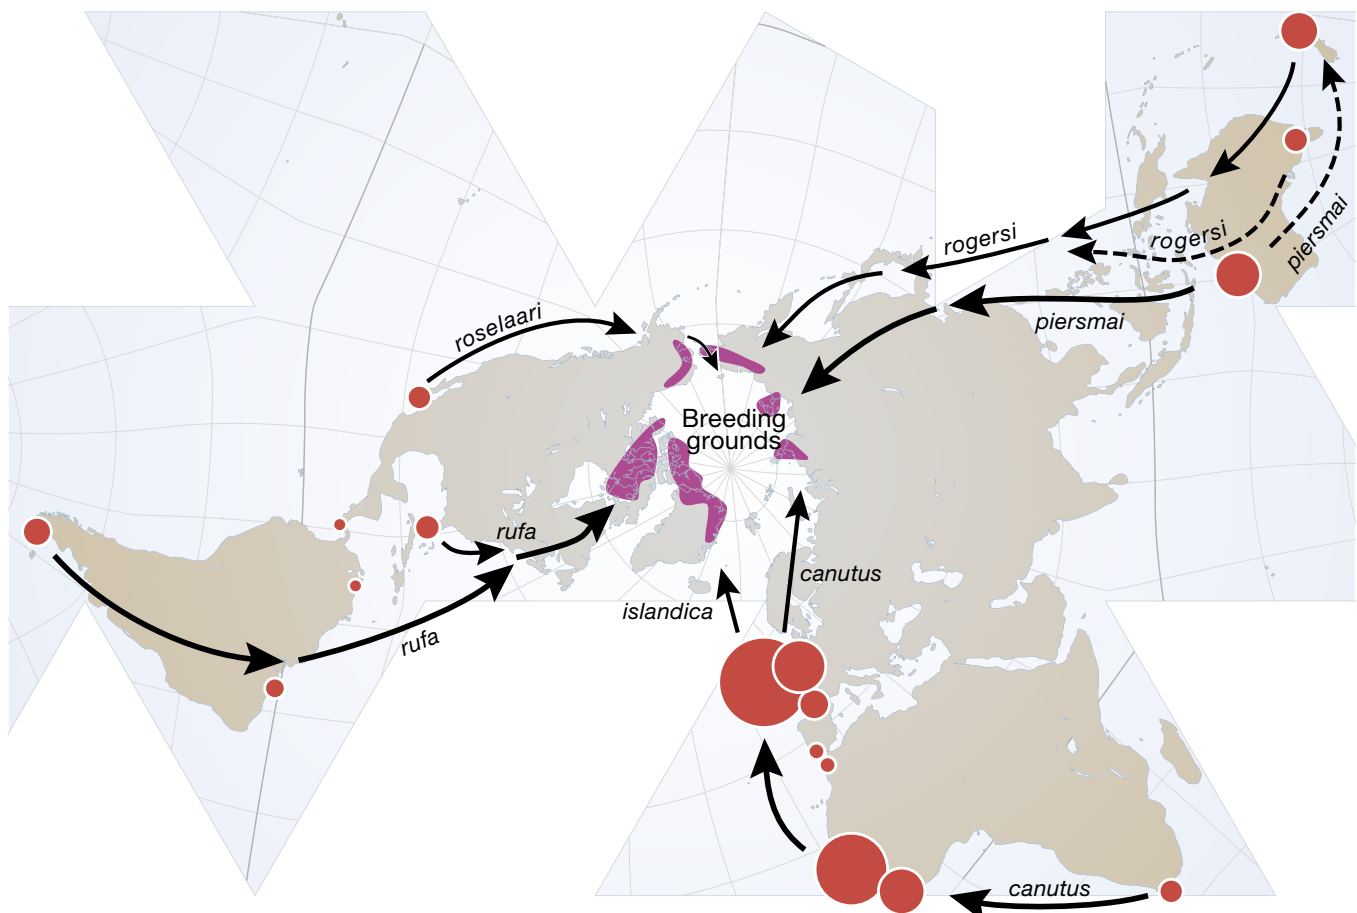 piersmai
rogersi
rogersi
piersmai
roselaari
Breeding
grounds
rufa
canutus
islandica
rufa
canutus